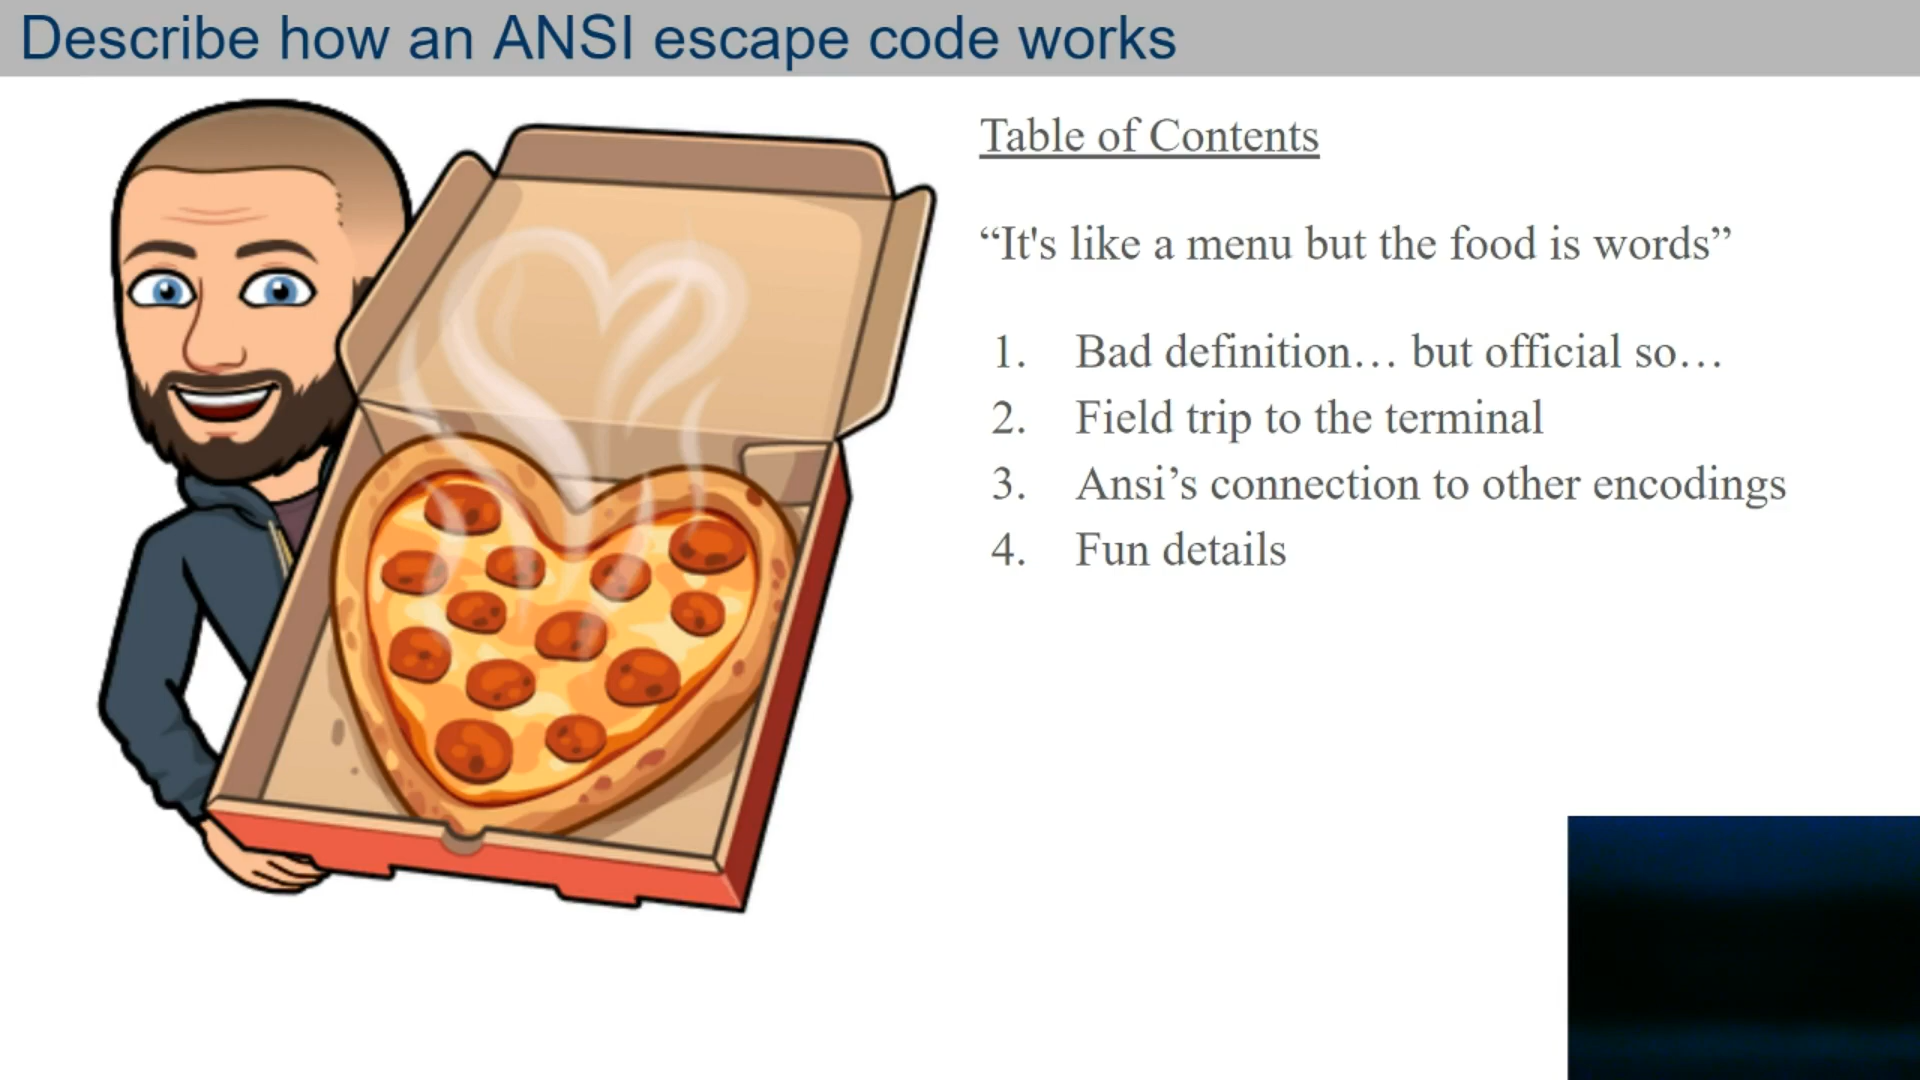 Describe how an ANSI escape code works
Table of Contents
“It's like a menu but the food is words”
1. Bad definition… but official so…
2. Field trip to the terminal
3. Ansi’s connection to other encodings
4. Fun details